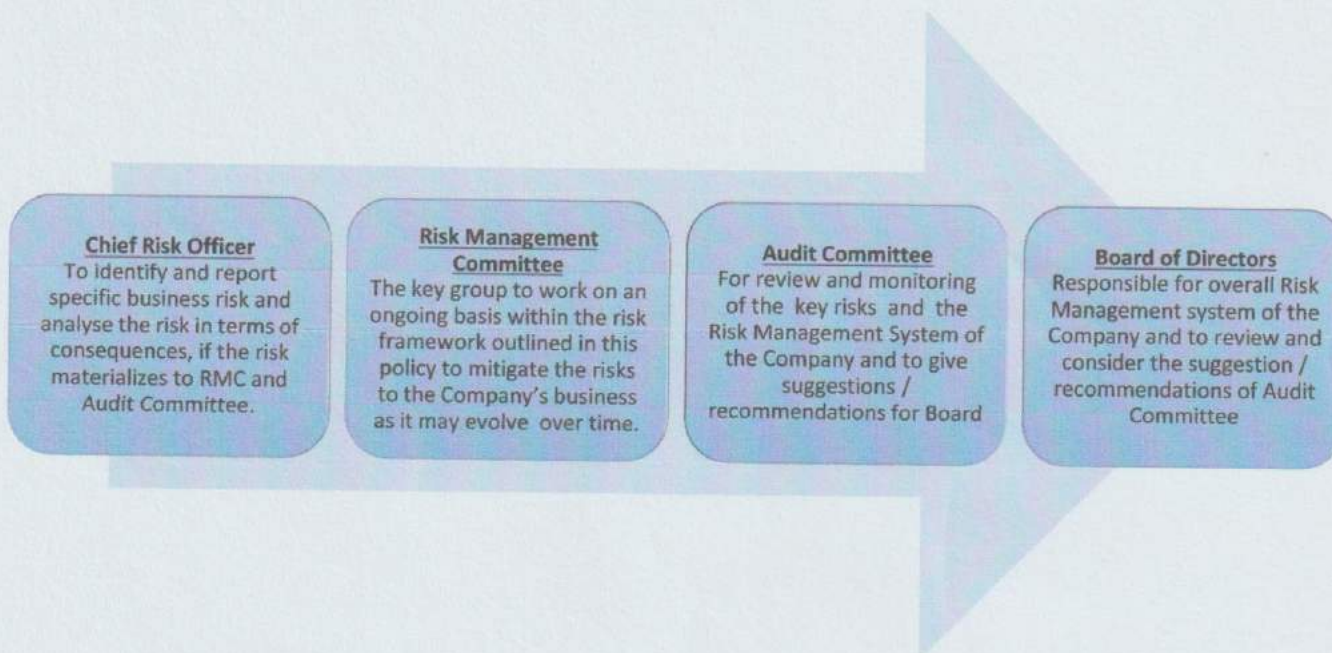 Chief Risk Officer
To identify and report
specific business risk and
analyse the risk in terms of
consequences, if the risk
materializes to RMC and
Audit Committee.
Risk Management
Committee
The key group to work on an
ongoing basis within the risk
framework outlined in this
policy to mitigate the risks
to the Company's business
as it may evolve over time.
Audit Committee
For review and monitoring
of the key risks and the
Risk Management System of
the Company and to give
suggestions /
recommendations for Board
Board of Directors
Responsible for overall Risk
Management system of the
Company and to review and
consider the suggestion /
recommendations of Audit
Committee